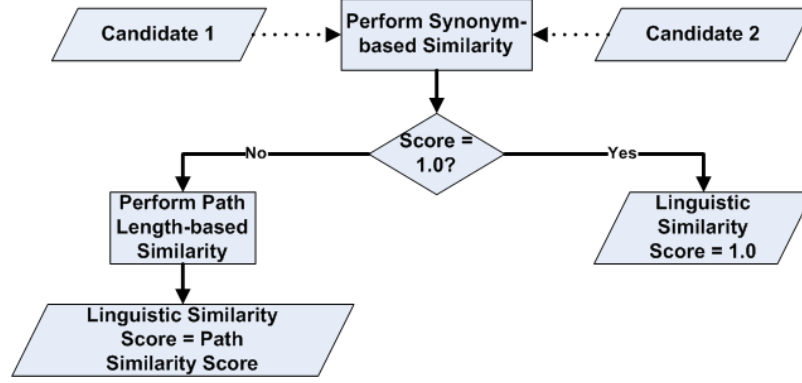 Candidate 1
Perform Synonym-
based Similarity
Candidate 2
Score =
1.0?
No
Yes
Perform Path
Length-based
Similarity
Linguistic
Similarity
Score = 1.0
Linguistic Similarity
Score = Path
Similarity Score